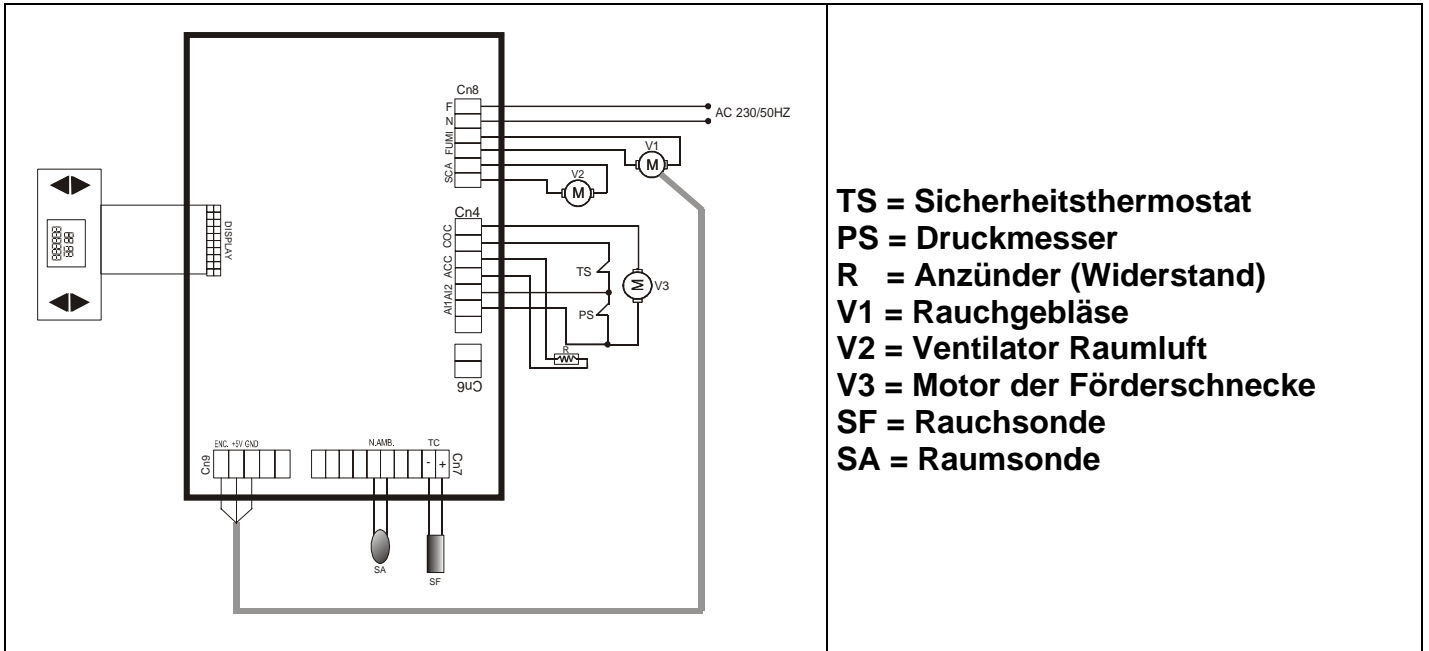 Cn8
F
N
FUMI
SCA
AC 230/50HZ
V1
M
V2
M
Cn4
COC
ACC
AI2
AI1
TS
PS
M
V3
R
Cn6
DISPLAY
ENC. +5V GND
Cn9
N.AMB.
TC
- +
Cn7
SA
SF
TS = Sicherheitsthermostat
PS = Druckmesser
R = Anzünder (Widerstand)
V1 = Rauchgebläse
V2 = Ventilator Raumluft
V3 = Motor der Förderschnecke
SF = Rauchsonde
SA = Raumsonde